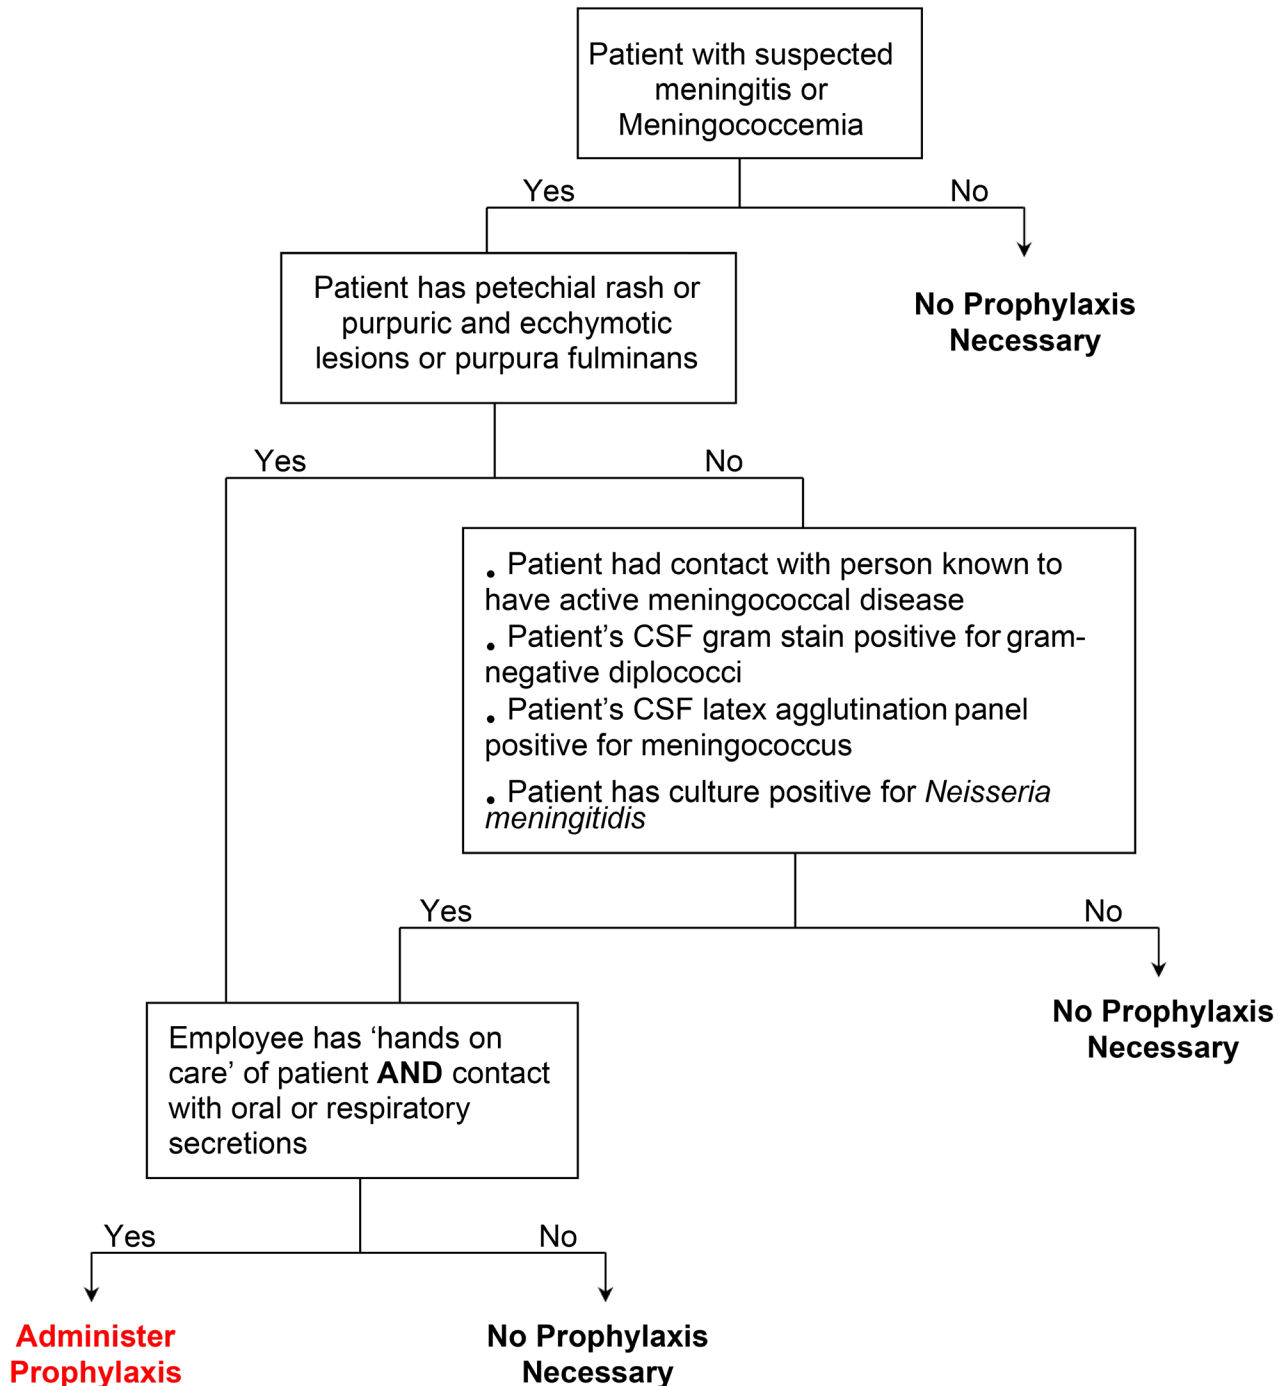 Patient with suspected
meningitis or
Meningococcemia
Yes
No
No Prophylaxis
Necessary
Patient has petechial rash or
purpuric and ecchymotic
lesions or purpura fulminans
Yes
No
• Patient had contact with person known to
have active meningococcal disease
• Patient’s CSF gram stain positive for gram-
negative diplococci
• Patient’s CSF latex agglutination panel
positive for meningococcus
• Patient has culture positive for Neisseria
meningitidis
Yes
No
No Prophylaxis
Necessary
Employee has ‘hands on
care’ of patient AND contact
with oral or respiratory
secretions
Yes
No
Administer
Prophylaxis
No Prophylaxis
Necessary